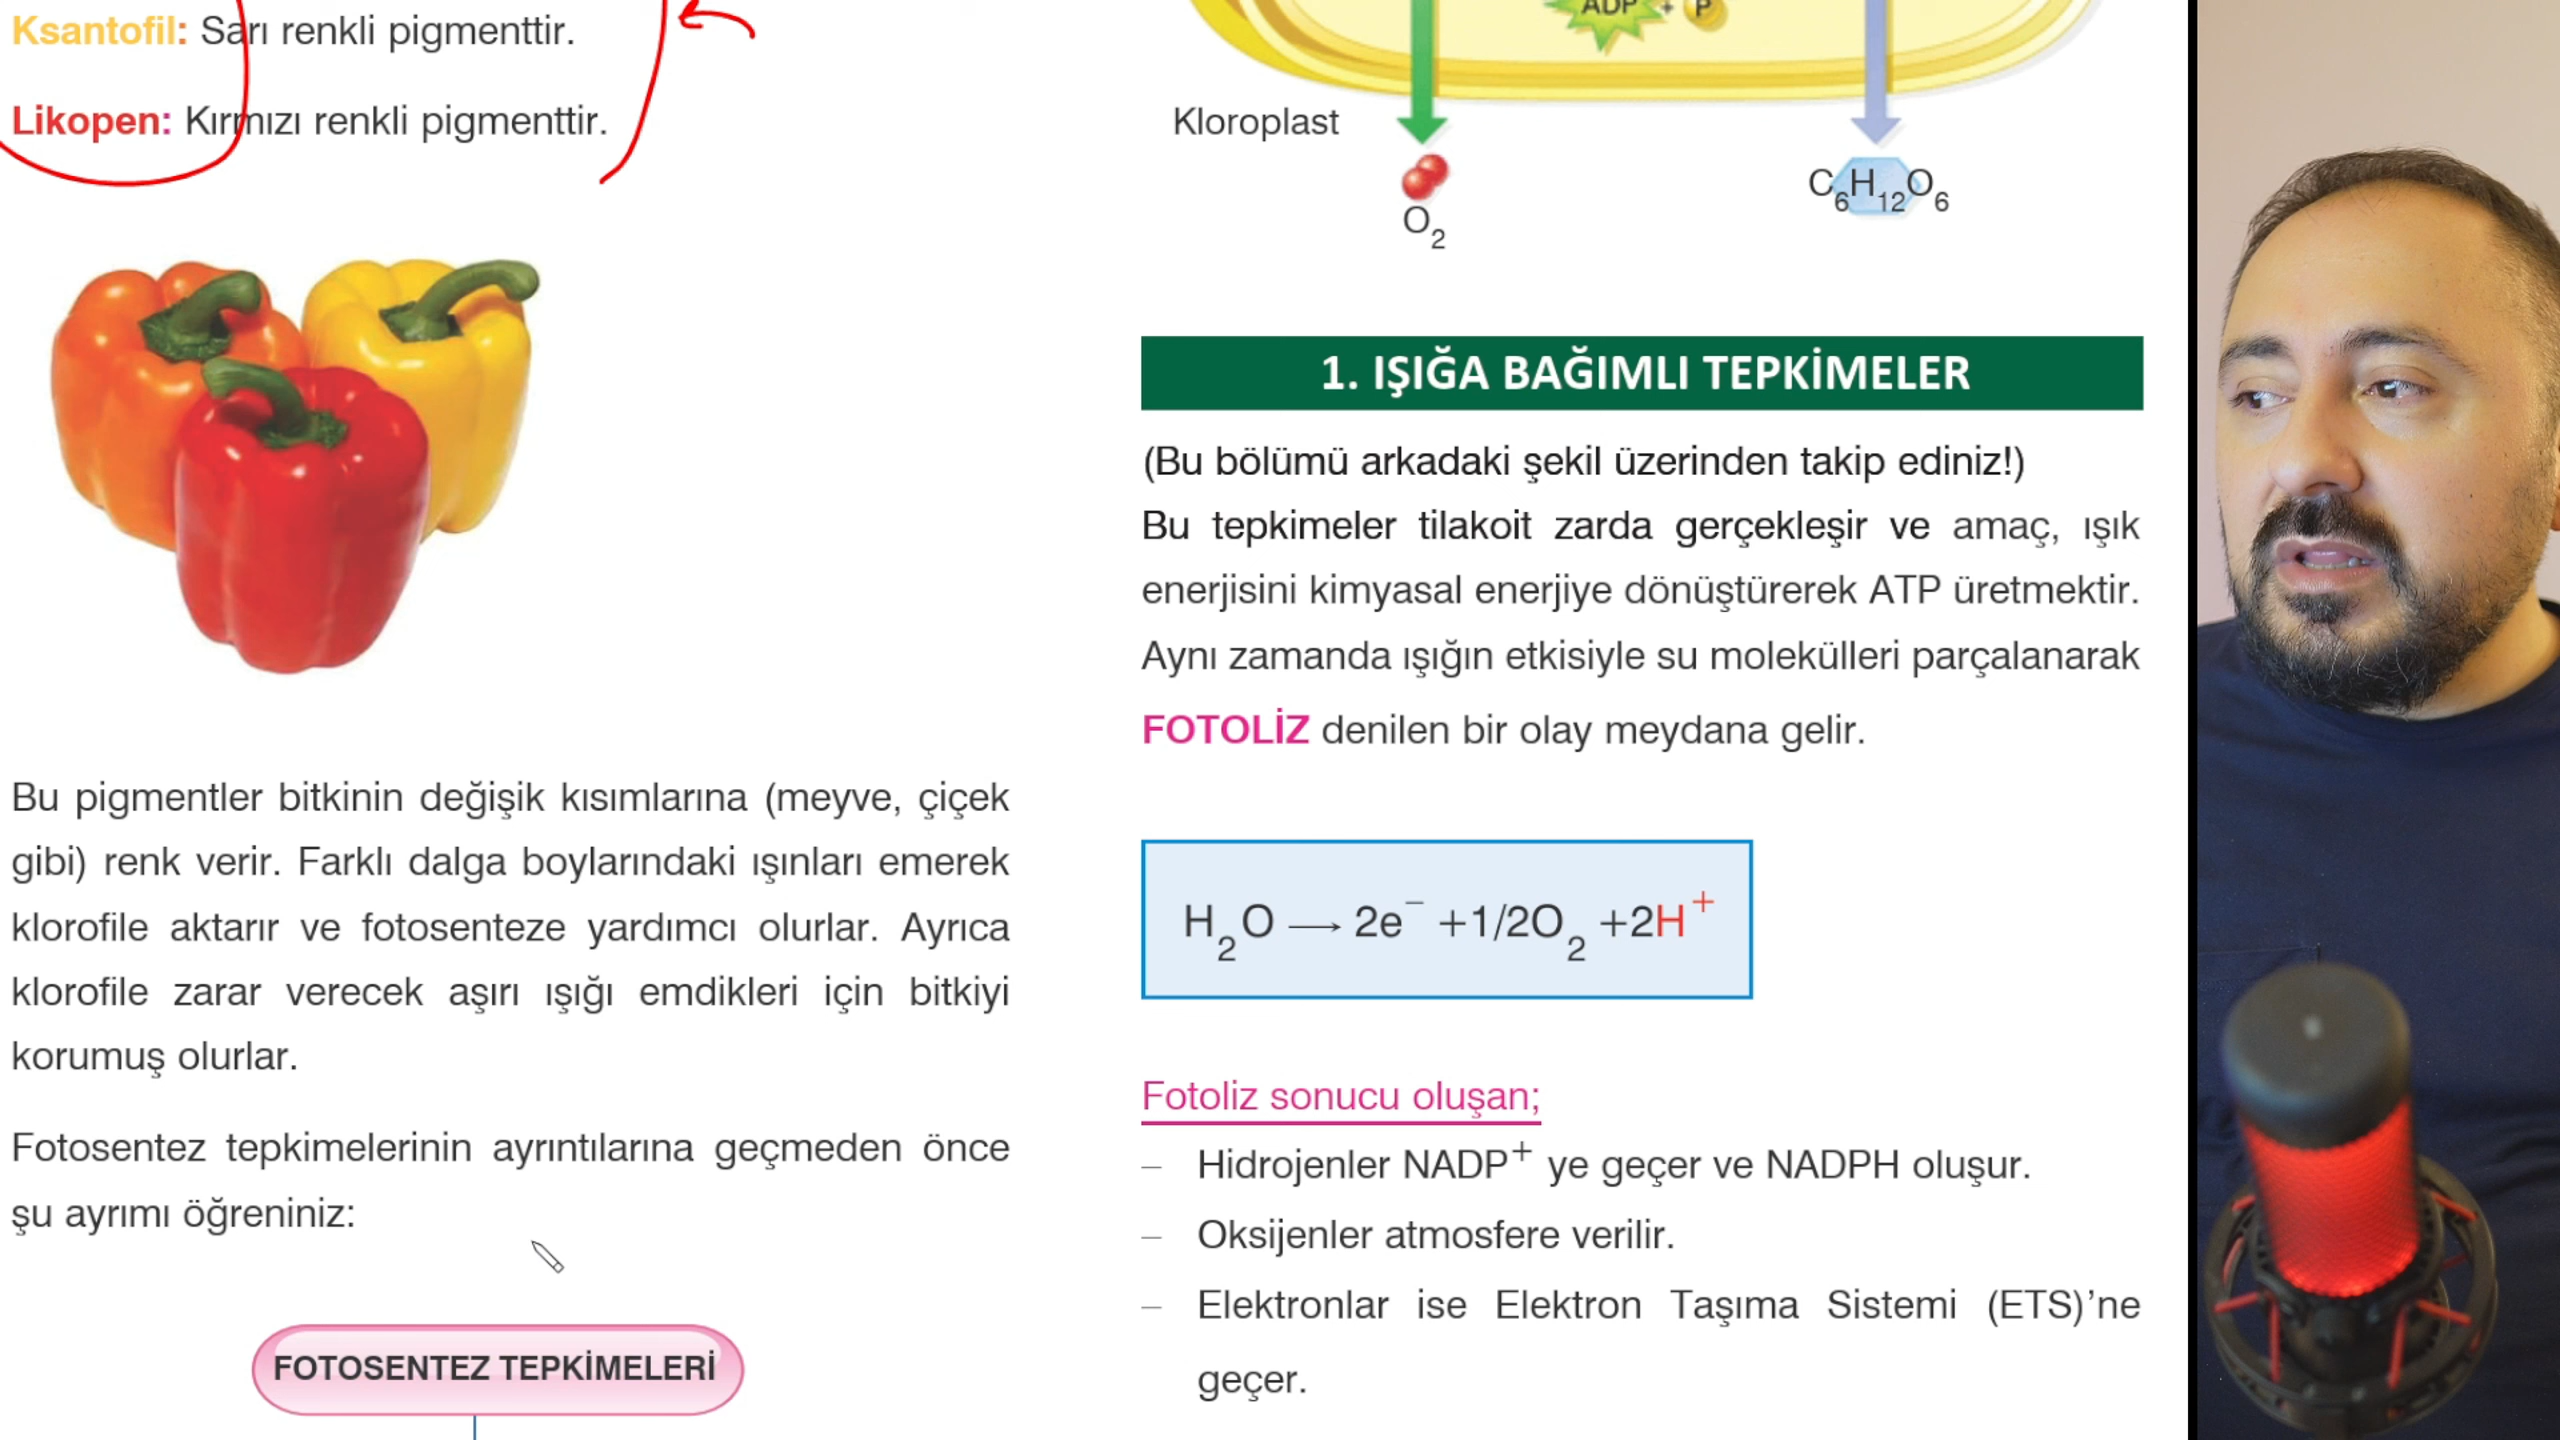 Ksantofil: Sarı renkli pigmenttir.
Likopen: Kırmızı renkli pigmenttir.
Bu pigmentler bitkinin değişik kısımlarına (meyve, çiçek
gibi) renk verir. Farklı dalga boylarındaki ışınları emerek
klorofile aktarır ve fotosenteze yardımcı olurlar. Ayrıca
klorofile zarar verecek aşırı ışığı emdikleri için bitkiyi
korumuş olurlar.
Fotosentez tepkimelerinin ayrıntılarına geçmeden önce
şu ayrımı öğreniniz:
FOTOSENTEZ TEPKİMELERİ
ADP + P
Kloroplast
O2
C6H12O6
1. IŞIĞA BAĞIMLI TEPKİMELER
(Bu bölümü arkadaki şekil üzerinden takip ediniz!)
Bu tepkimeler tilakoit zarda gerçekleşir ve amaç, ışık
enerjisini kimyasal enerjiye dönüştürerek ATP üretmektir.
Aynı zamanda ışığın etkisiyle su molekülleri parçalanarak
FOTOLİZ denilen bir olay meydana gelir.
H2O → 2e⁻ +1/2O2 +2H⁺
Fotoliz sonucu oluşan;
– Hidrojenler NADP⁺ ye geçer ve NADPH oluşur.
– Oksijenler atmosfere verilir.
– Elektronlar ise Elektron Taşıma Sistemi (ETS)’ne
geçer.